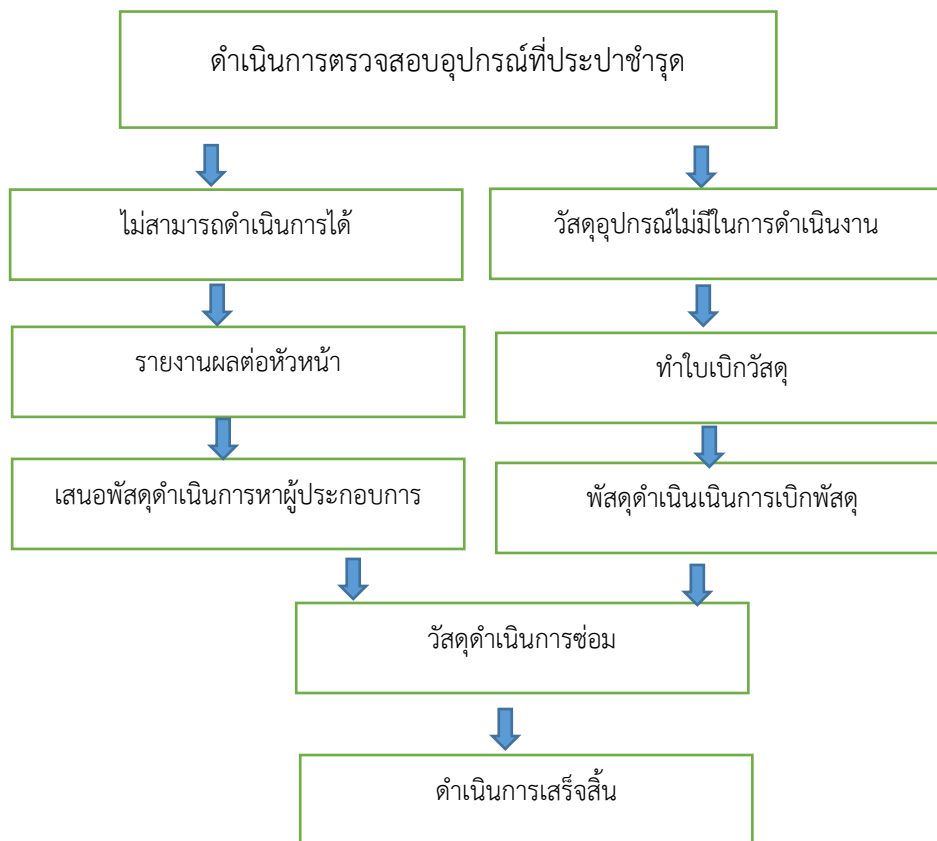 ดำเนินการตรวจสอบอุปกรณ์ที่ประปาชำรุด
ไม่สามารถดำเนินการได้
วัสดุอุปกรณ์ไม่มีในการดำเนินงาน
รายงานผลต่อหัวหน้า
ทำใบเบิกวัสดุ
เสนอพัสดุดำเนินการหาผู้ประกอบการ
พัสดุดำเนินเนินการเบิกพัสดุ
วัสดุดำเนินการซ่อม
ดำเนินการเสร็จสิ้น